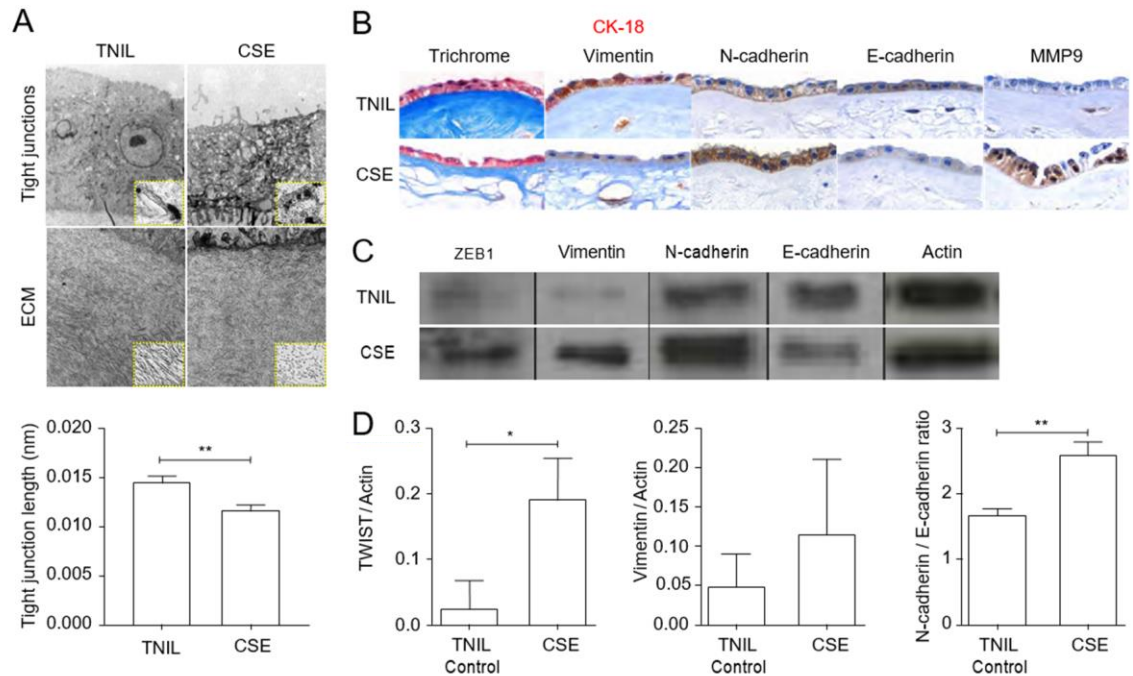 A
TNIL
CSE
Tight junctions
ECM
0.020
0.015
0.010
0.005
0.000
Tight junction length (nm)
**
TNIL
CSE
B
CK-18
Trichrome
Vimentin
N-cadherin
E-cadherin
MMP9
TNIL
CSE
C
ZEB1
Vimentin
N-cadherin
E-cadherin
Actin
TNIL
CSE
D
0.3
0.2
0.1
0.0
TWIST/Actin
*
TNIL
Control
CSE
0.25
0.20
0.15
0.10
0.05
0.00
Vimentin/Actin
TNIL
Control
CSE
3
2
1
0
N-cadherin / E-cadherin ratio
**
TNIL
Control
CSE